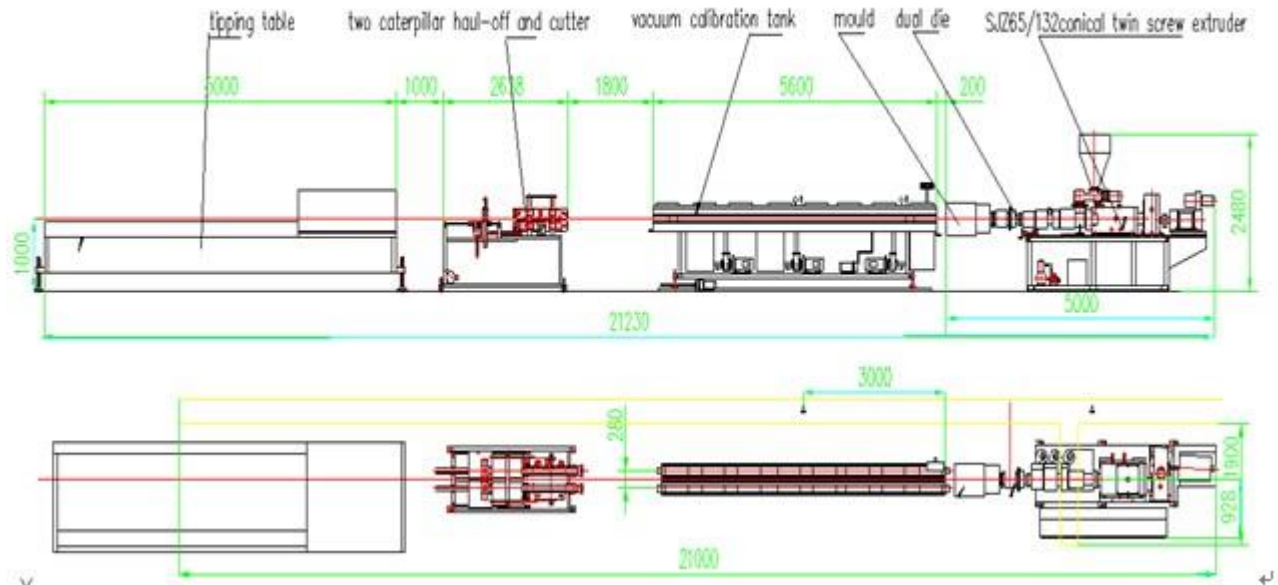 tipping table
two caterpillar haul-off and cutter
vacuum calibration tank
mould
dual die
SJZ65/132conical twin screw extruder
5000
1000
2638
1800
5600
200
1000
2480
5000
21230
3000
280
1900
928
21000